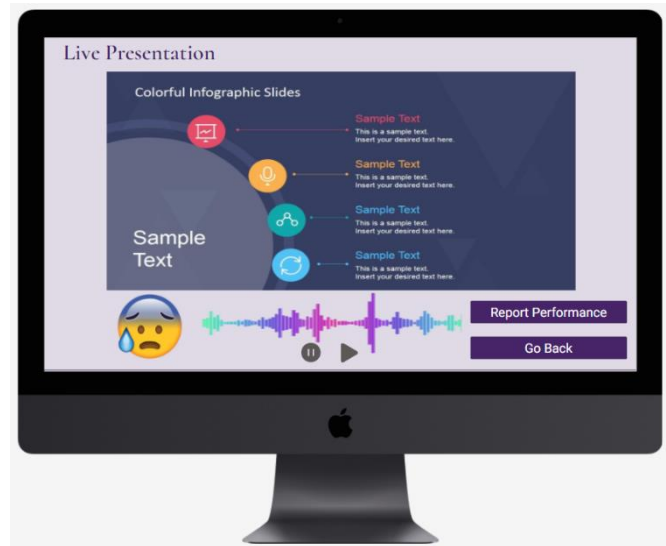 Live Presentation
Colorful Infographic Slides
Sample Text
This is a sample text.
Insert your desired text here.
Sample Text
This is a sample text.
Insert your desired text here.
Sample Text
This is a sample text.
Insert your desired text here.
Sample Text
This is a sample text.
Insert your desired text here.
Sample
Text
Report Performance
Go Back